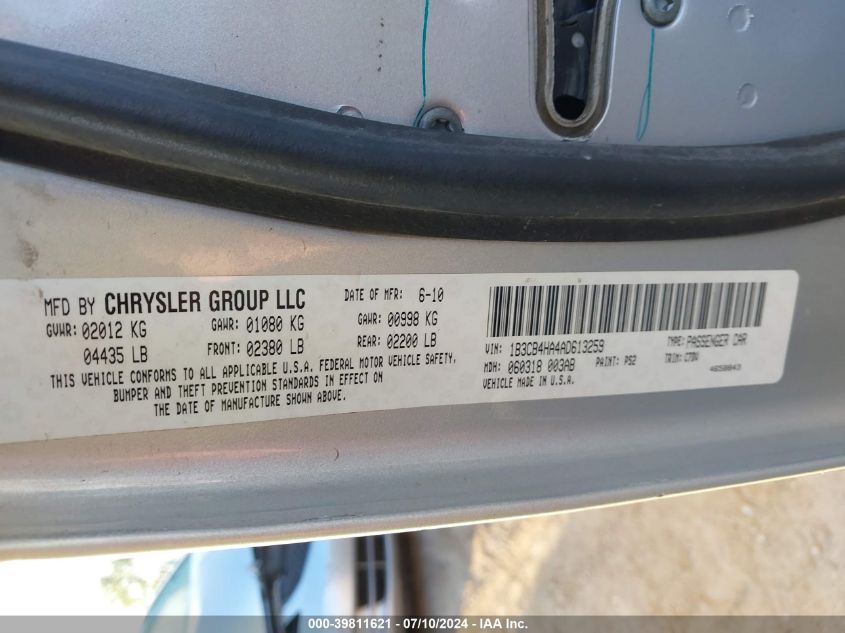 MFD BY CHRYSLER GROUP LLC DATE OF MFR: 6-10
GVWR: 02012 KG GAWR: 01080 KG GAWR: 00998 KG
04435 LB FRONT: 02380 LB REAR: 02200 LB
THIS VEHICLE CONFORMS TO ALL APPLICABLE U.S.A. FEDERAL MOTOR VEHICLE SAFETY,
BUMPER AND THEFT PREVENTION STANDARDS IN EFFECT ON
THE DATE OF MANUFACTURE SHOWN ABOVE.
VIN: 1B3CB4HA4AD613259 TYPE: PASSENGER CAR
MDH: 060318 003AB PAINT: PS2 TRIM: C7DV
VEHICLE MADE IN U.S.A. 4658043
000-39811621 - 07/10/2024 - IAA Inc.